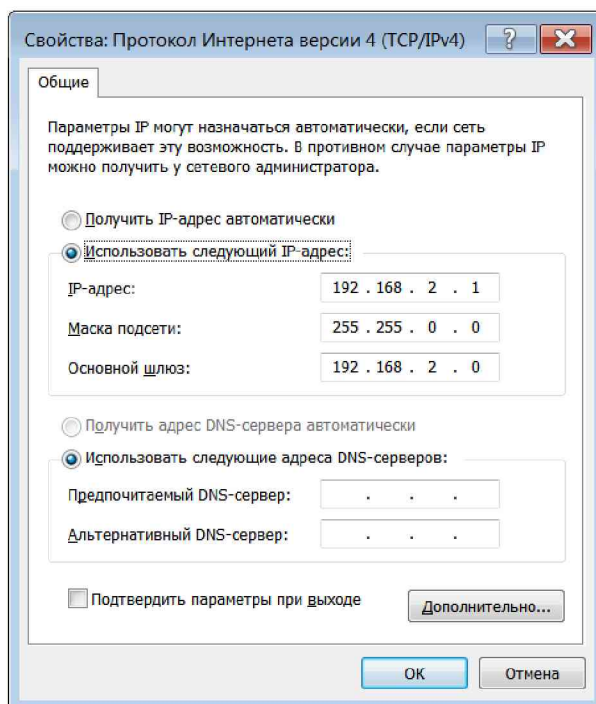 Свойства: Протокол Интернета версии 4 (TCP/IPv4)
Общие
Параметры IP могут назначаться автоматически, если сеть
поддерживает эту возможность. В противном случае параметры IP
можно получить у сетевого администратора.
Получить IP-адрес автоматически
Использовать следующий IP-адрес:
IP-адрес: 192 . 168 . 2 . 1
Маска подсети: 255 . 255 . 0 . 0
Основной шлюз: 192 . 168 . 2 . 0
Получить адрес DNS-сервера автоматически
Использовать следующие адреса DNS-серверов:
Предпочитаемый DNS-сервер: . . .
Альтернативный DNS-сервер: . . .
Подтвердить параметры при выходе
Дополнительно...
ОК Отмена